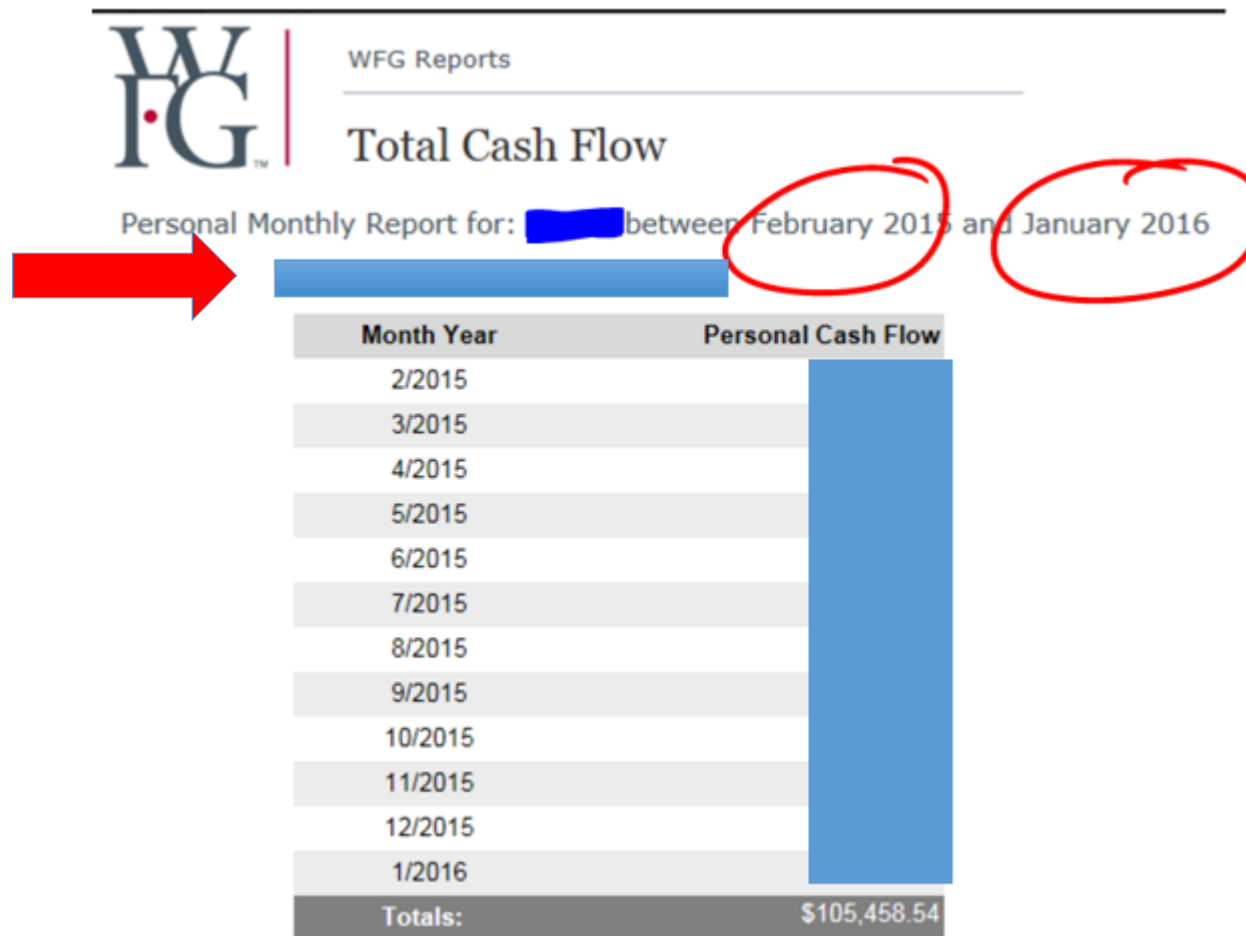 WFG™
WFG Reports
Total Cash Flow
Personal Monthly Report for: between February 2015 and January 2016
Month Year Personal Cash Flow
2/2015
3/2015
4/2015
5/2015
6/2015
7/2015
8/2015
9/2015
10/2015
11/2015
12/2015
1/2016
Totals: $105,458.54